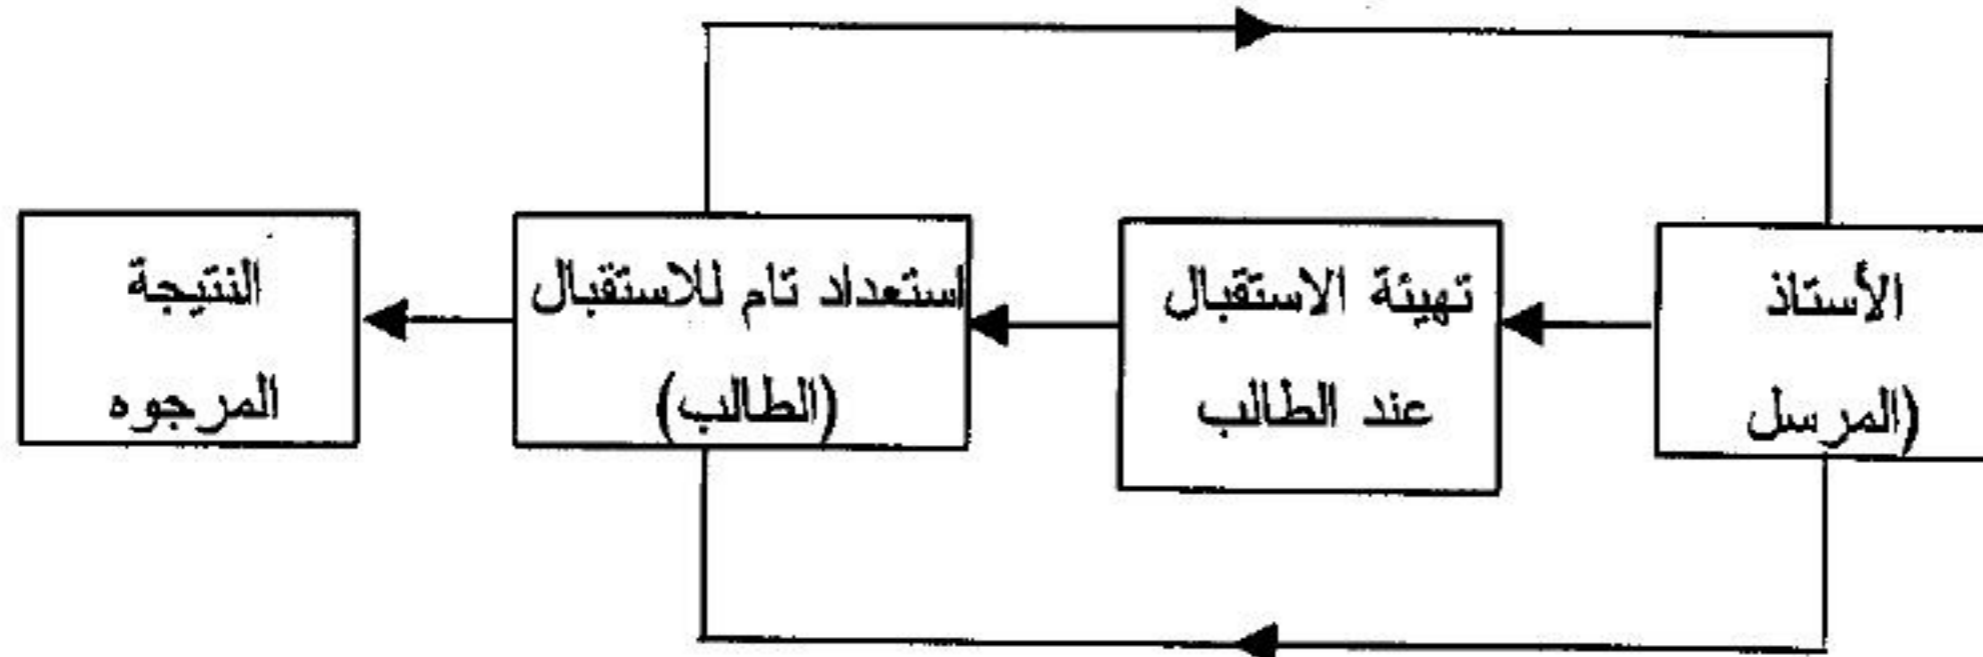 الأستاذ
(المرسل
تهيئة الاستقبال
عند الطالب
استعداد تام للاستقبال
(الطالب)
النتيجة
المرجوه